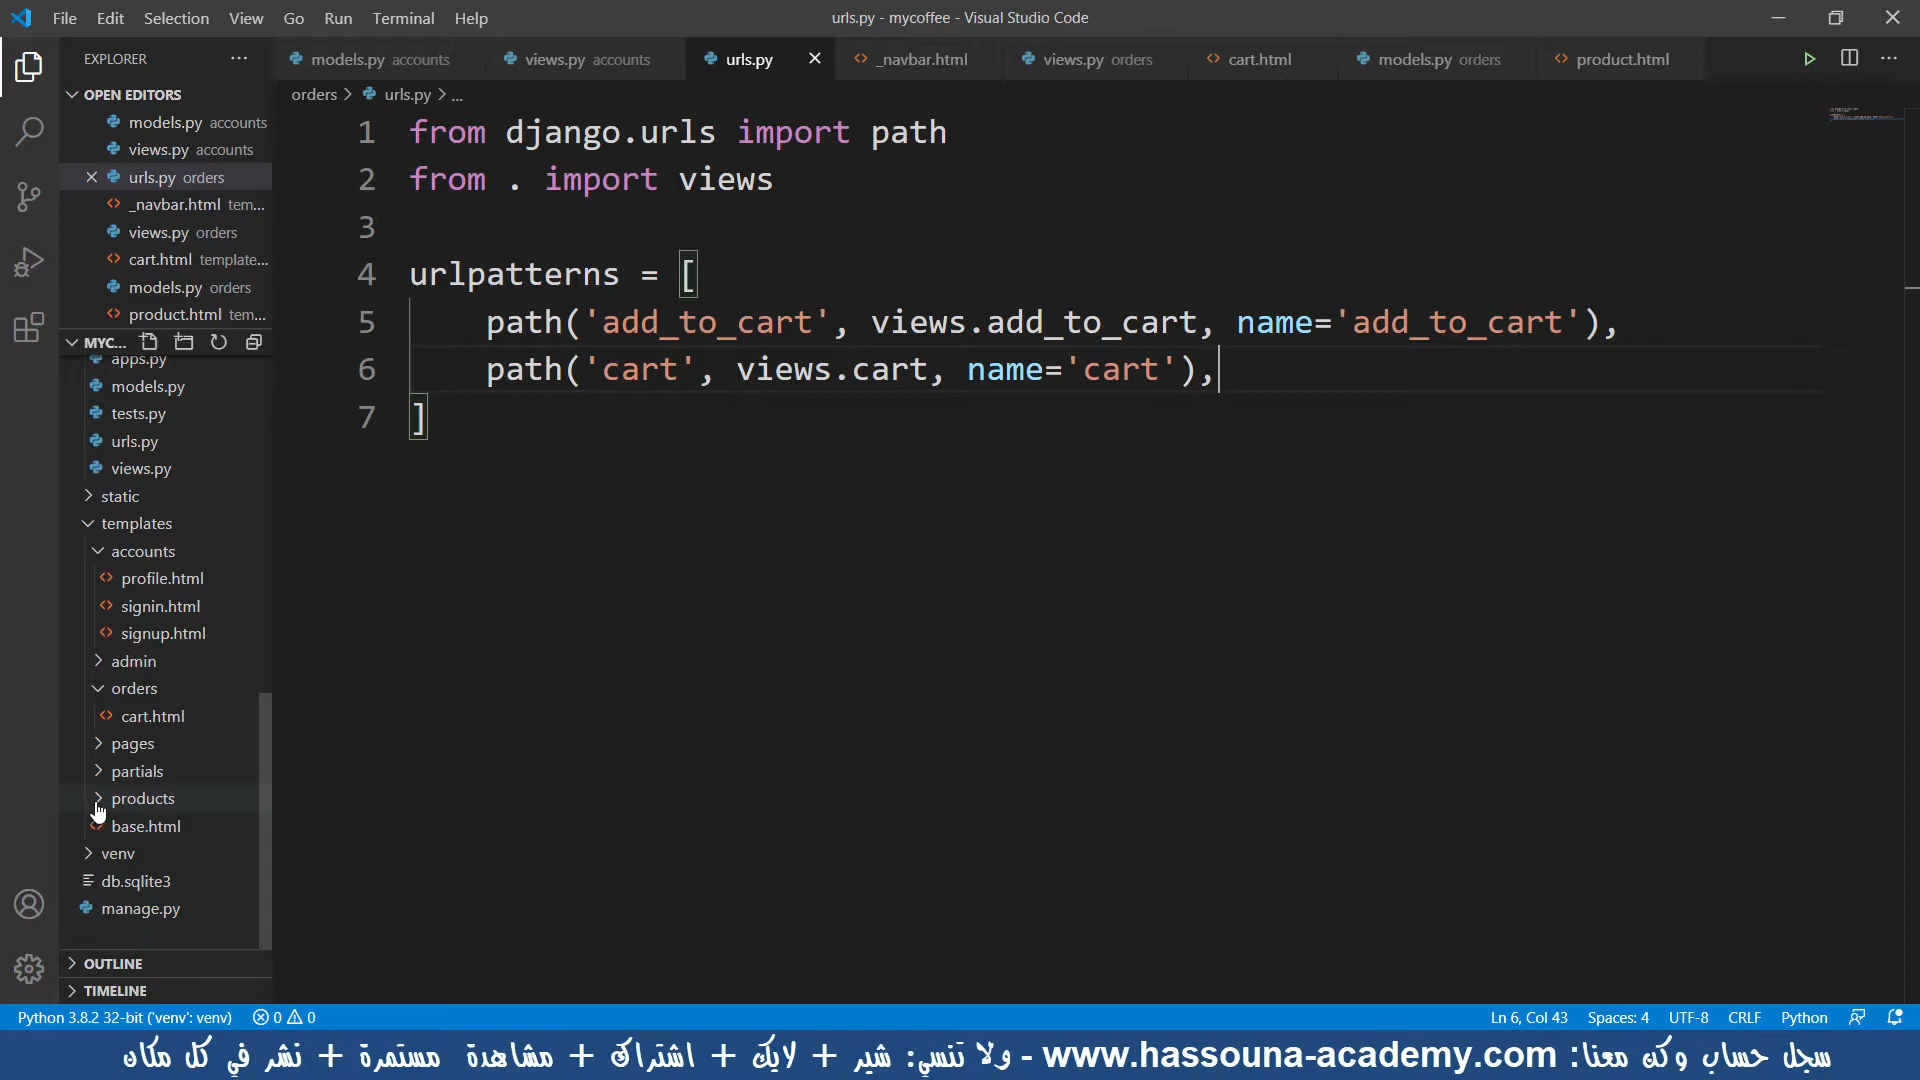 File Edit Selection View Go Run Terminal Help
urls.py - mycoffee - Visual Studio Code
EXPLORER
models.py accounts
views.py accounts
urls.py
_navbar.html
views.py orders
cart.html
models.py orders
product.html
OPEN EDITORS
models.py accounts
views.py accounts
urls.py orders
_navbar.html tem...
views.py orders
cart.html template...
models.py orders
product.html tem...
MYC...
apps.py
models.py
tests.py
urls.py
views.py
static
templates
accounts
profile.html
signin.html
signup.html
admin
orders
cart.html
pages
partials
products
base.html
venv
db.sqlite3
manage.py
OUTLINE
TIMELINE
orders > urls.py > ...
1 from django.urls import path
2 from . import views
3
4 urlpatterns = [
5 path('add_to_cart', views.add_to_cart, name='add_to_cart'),
6 path('cart', views.cart, name='cart'),
7 ]
Python 3.8.2 32-bit ('venv': venv) 0 0 Ln 6, Col 43 Spaces: 4 UTF-8 CRLF Python
سجل حساب وكن معنا: www.hassouna-academy.com - ولا تنسي: شير + لايك + اشتراك + مشاهدة مستمرة + نشر في كل مكان